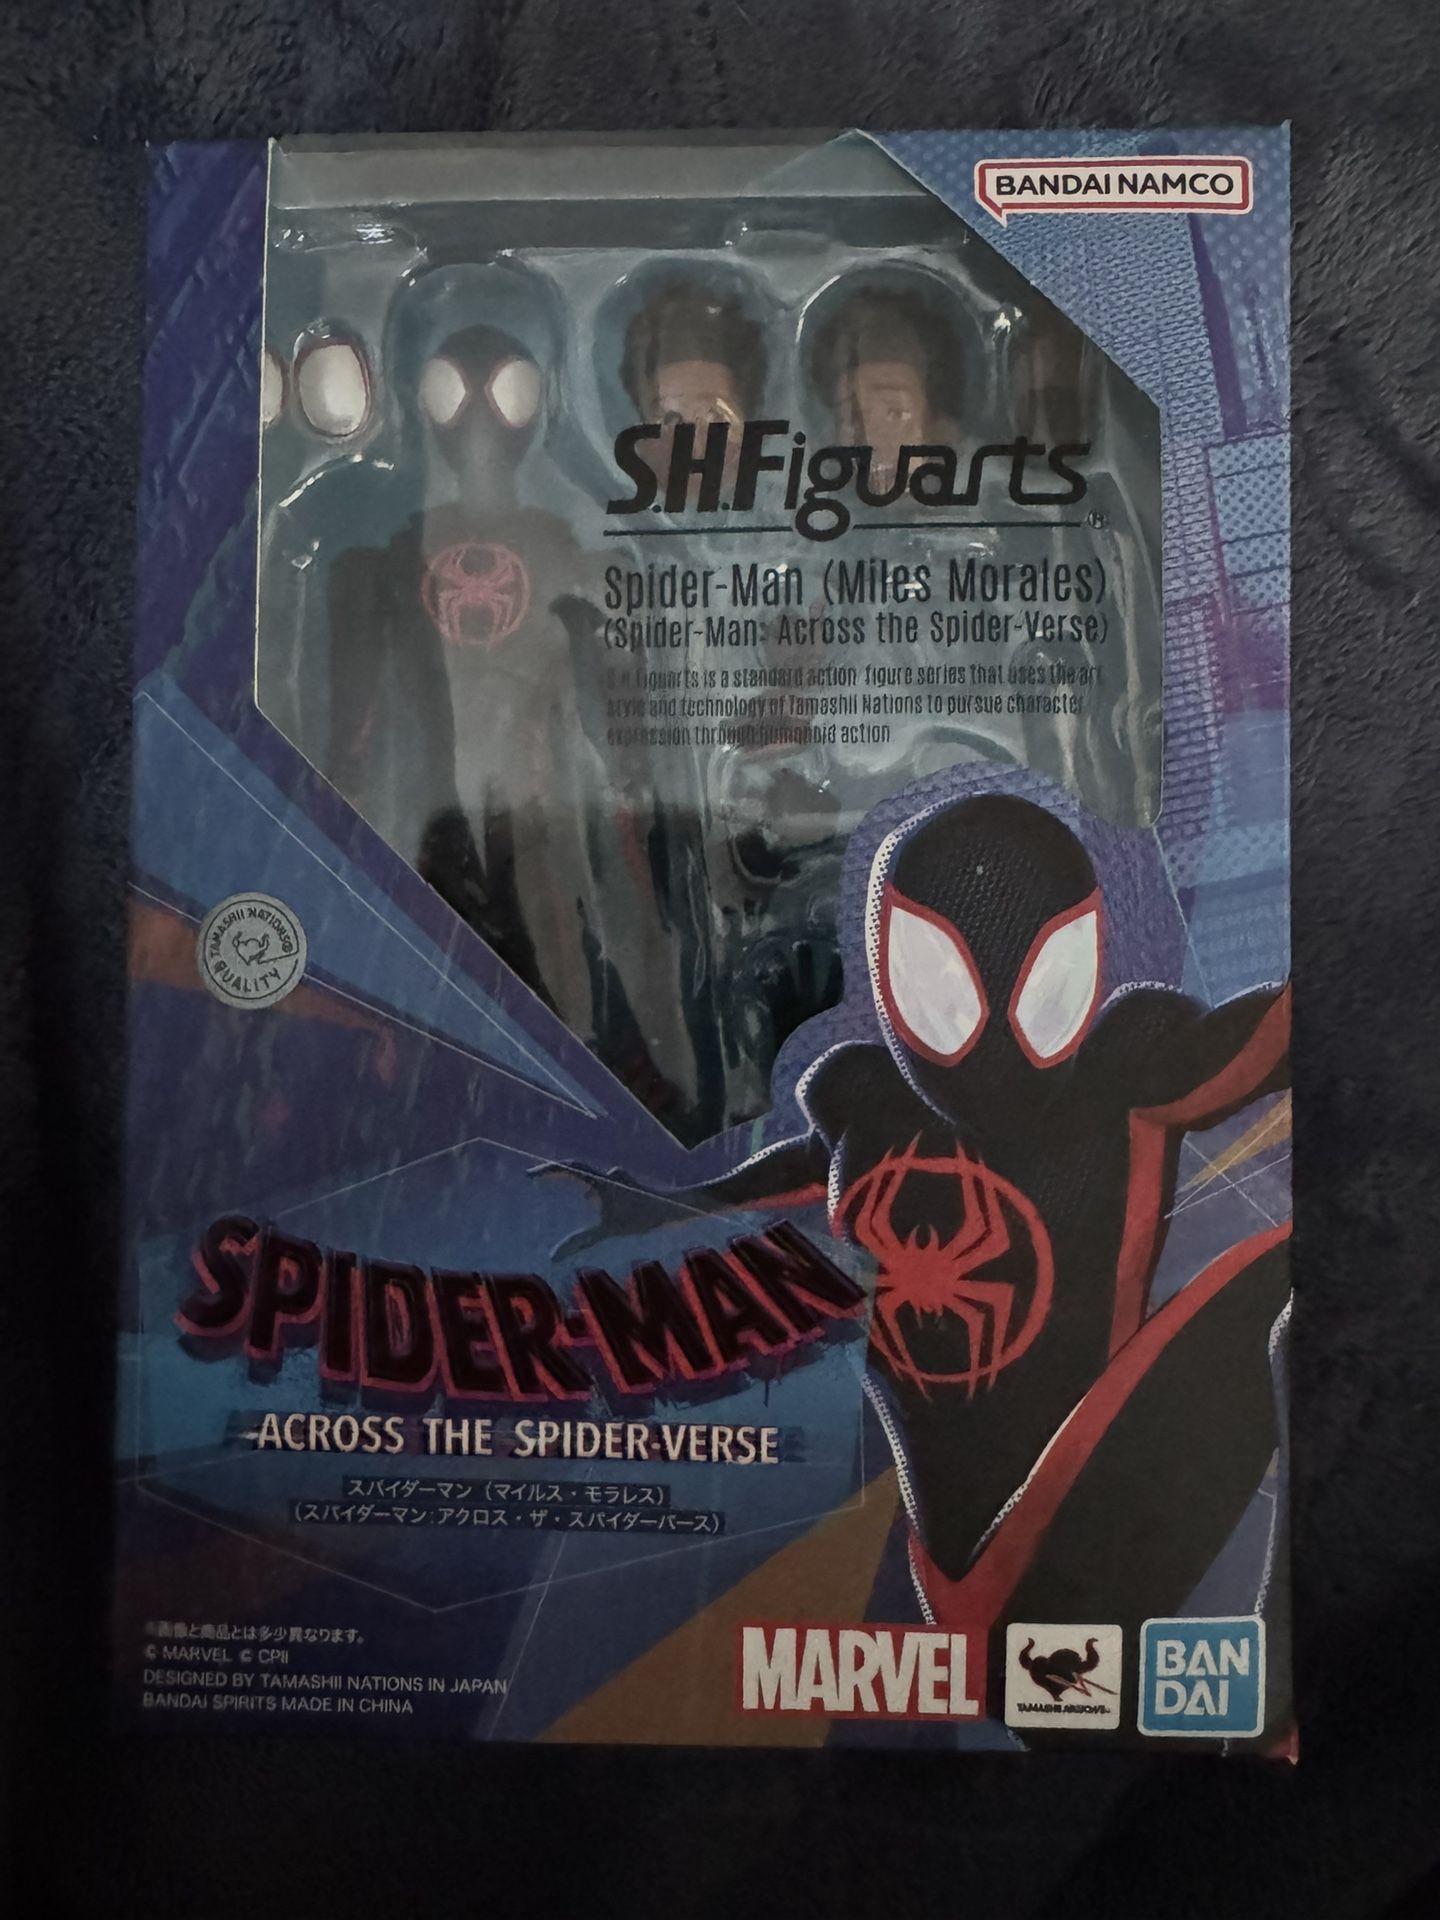 BANDAI NAMCO
S.H.Figuarts
®
Spider-Man (Miles Morales)
(Spider-Man: Across the Spider-Verse)
S.H.Figuarts is a standard action figure series that uses the art
style and technology of Tamashii Nations to pursue character
expression through humanoid action
TAMASHII NATIONS®
QUALITY
SPIDER-MAN
ACROSS THE SPIDER-VERSE
スパイダーマン（マイルス・モラレス）
（スパイダーマン:アクロス・ザ・スパイダーバース）
*画像と商品とは多少異なります。
© MARVEL © CPII
DESIGNED BY TAMASHII NATIONS IN JAPAN
BANDAI SPIRITS MADE IN CHINA
MARVEL
TAMASHII NATIONS
BAN
DAI